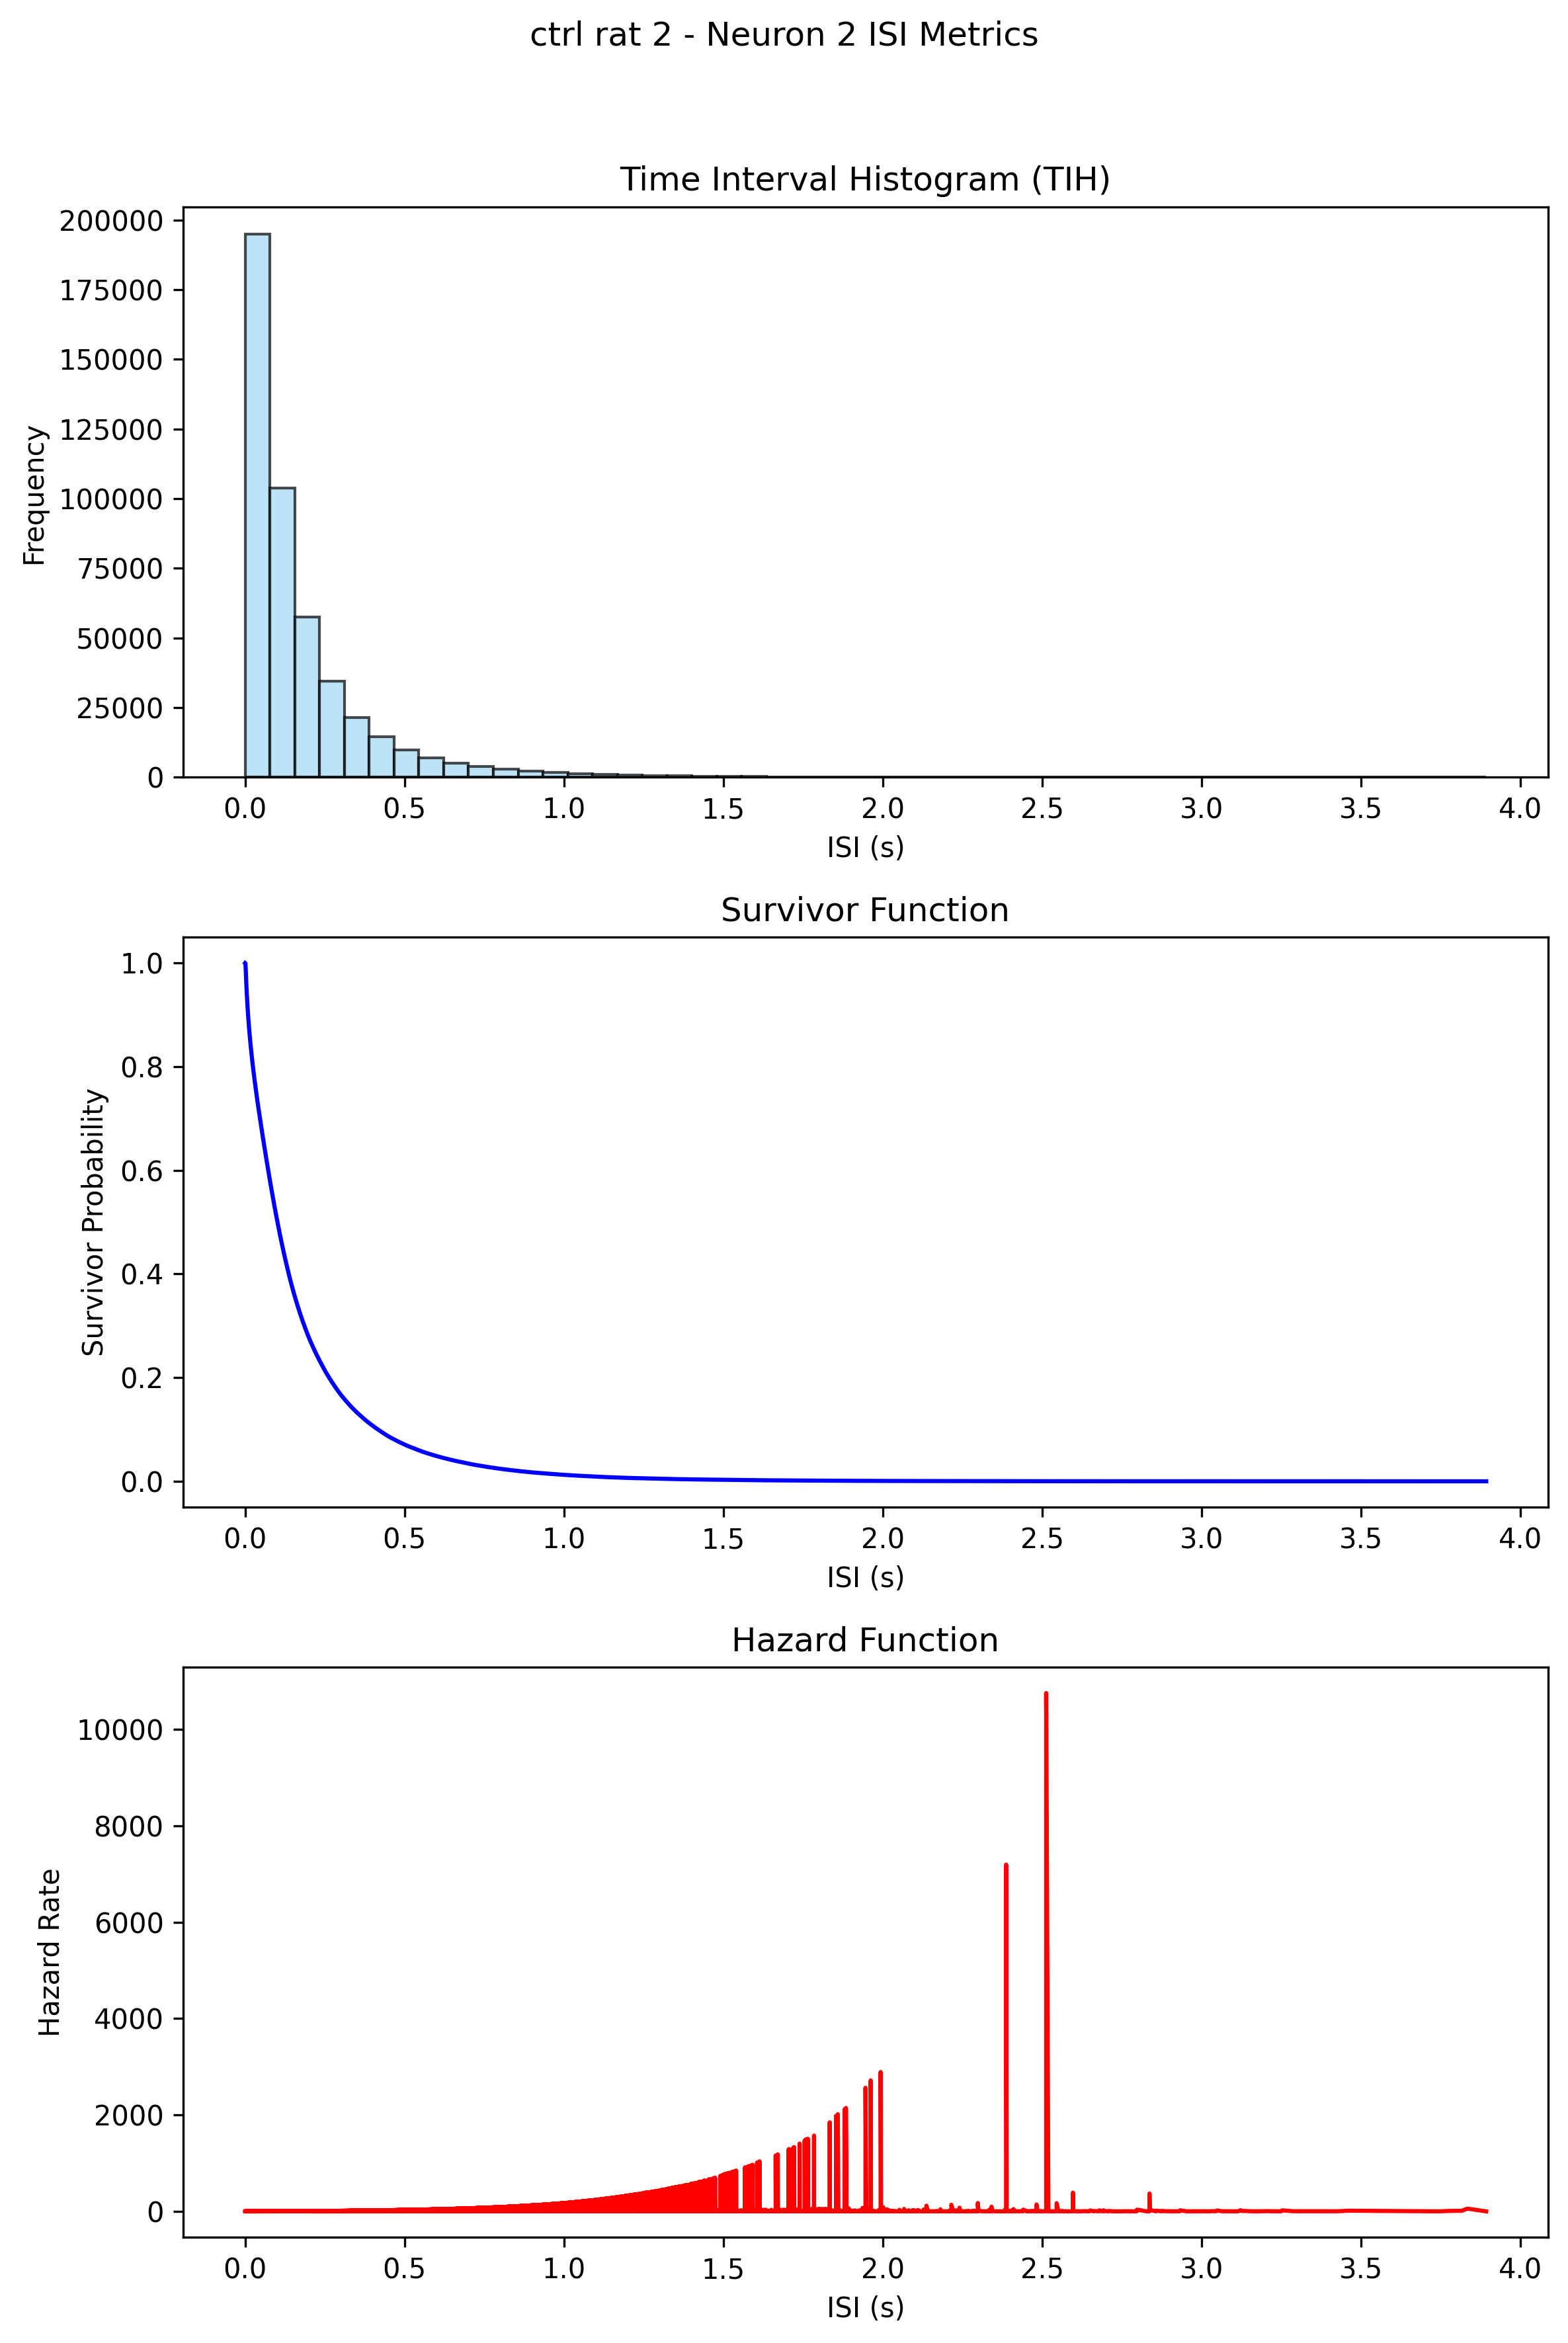 ctrl rat 2 - Neuron 2 ISI Metrics
Time Interval Histogram (TIH)
200000
175000
150000
125000
100000
75000
50000
25000
0
Frequency
0.0 0.5 1.0 1.5 2.0 2.5 3.0 3.5 4.0
ISI (s)
Survivor Function
1.0
0.8
0.6
0.4
0.2
0.0
Survivor Probability
0.0 0.5 1.0 1.5 2.0 2.5 3.0 3.5 4.0
ISI (s)
Hazard Function
10000
8000
6000
4000
2000
0
Hazard Rate
0.0 0.5 1.0 1.5 2.0 2.5 3.0 3.5 4.0
ISI (s)